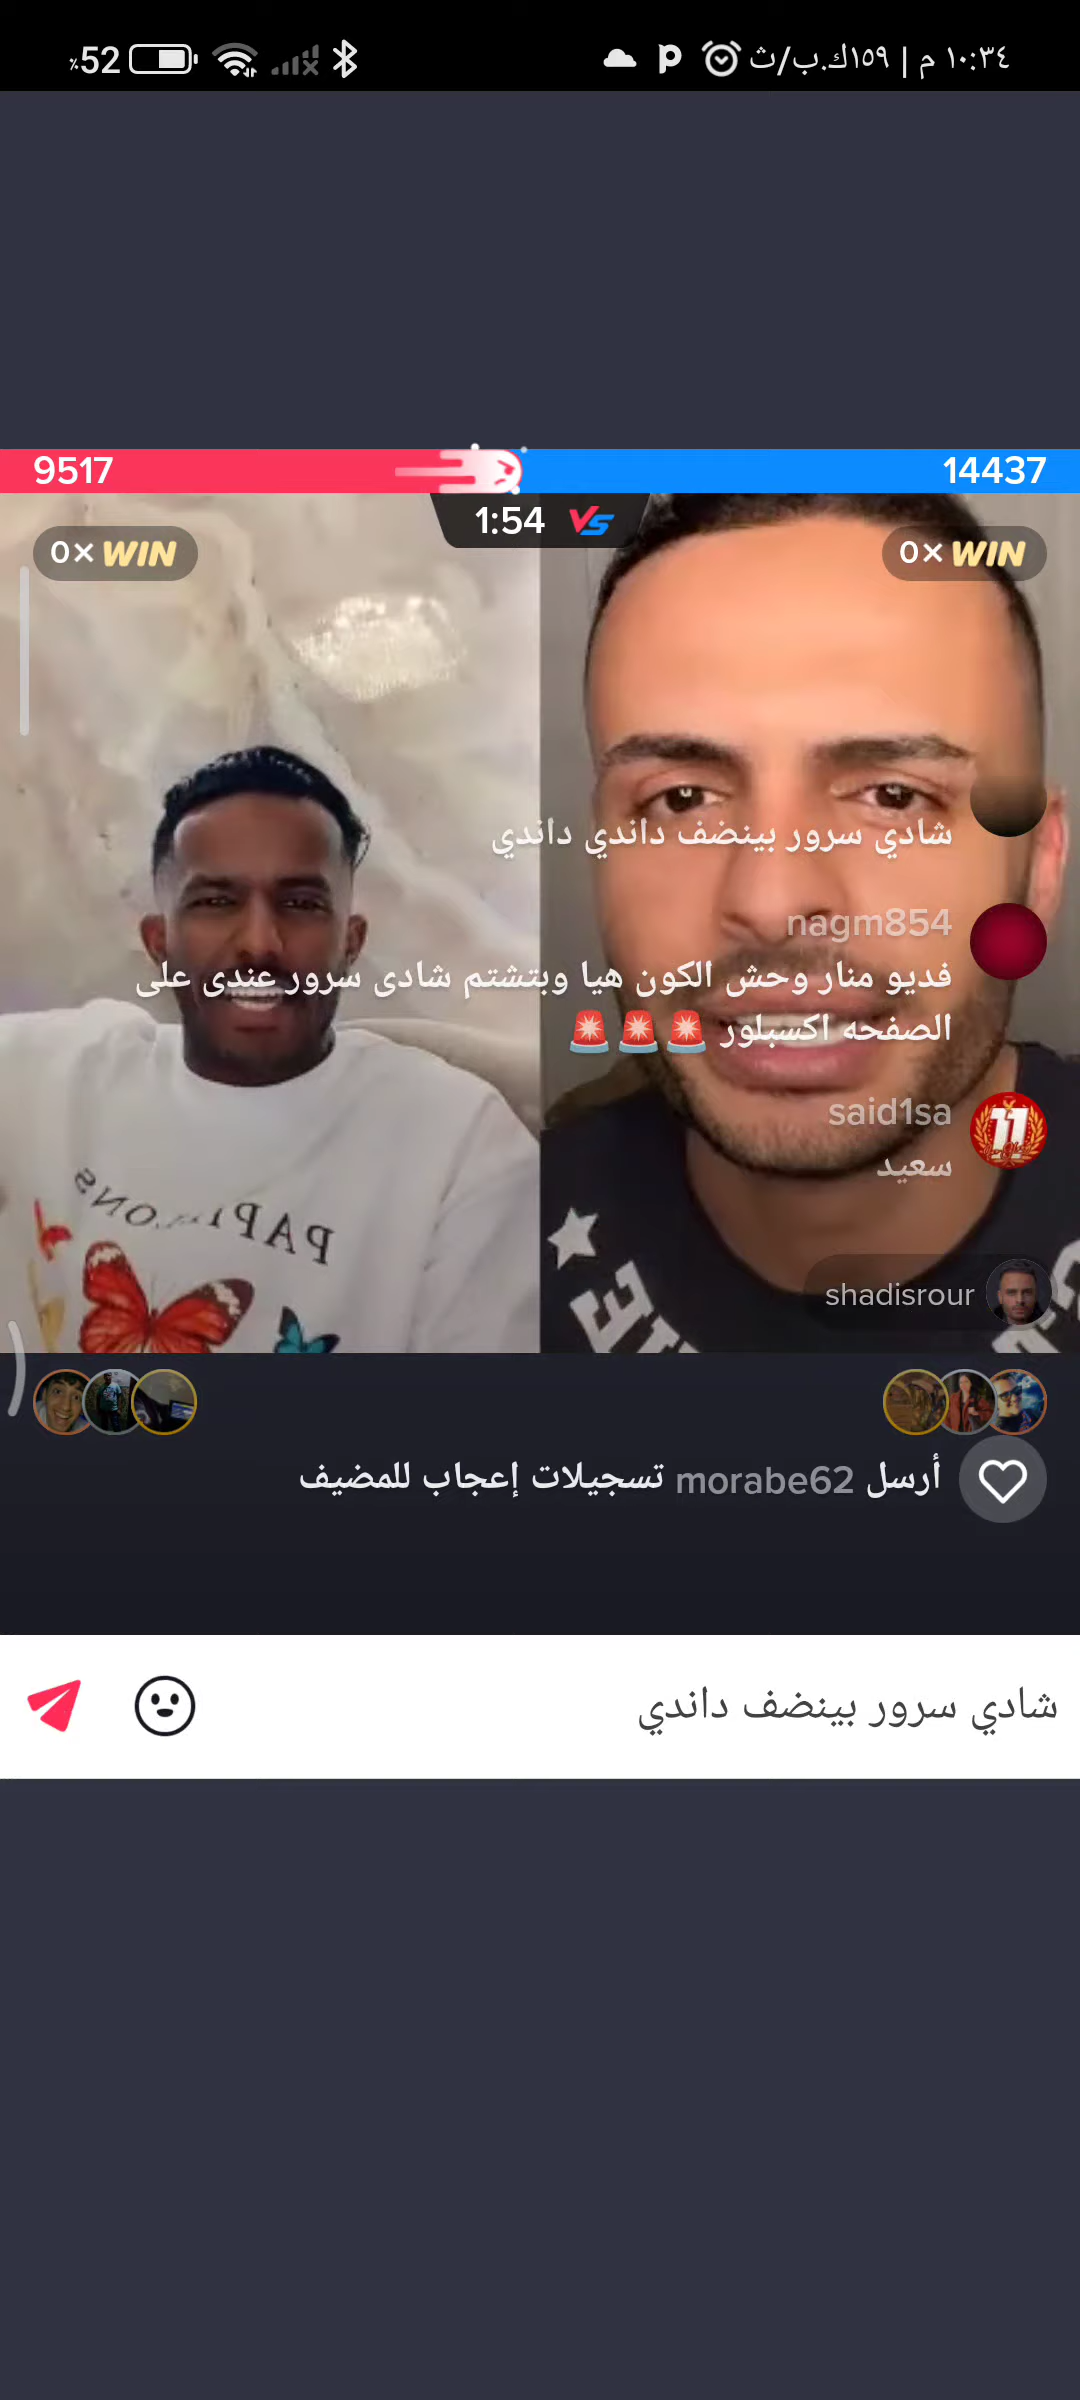 ١٠:٣٤ م | ١٥٩ك.ب/ث
٪52
9517
14437
1:54 VS
0× WIN
0× WIN
شادي سرور بينضف داندي داندي
nagm854
فديو منار وحش الكون هيا وبتشتم شادى سرور عندى على
الصفحه اكسبلور 🚨🚨🚨
said1sa
سعيد
11
shadisrour
أرسل morabe62 تسجيلات إعجاب للمضيف
شادي سرور بينضف داندي